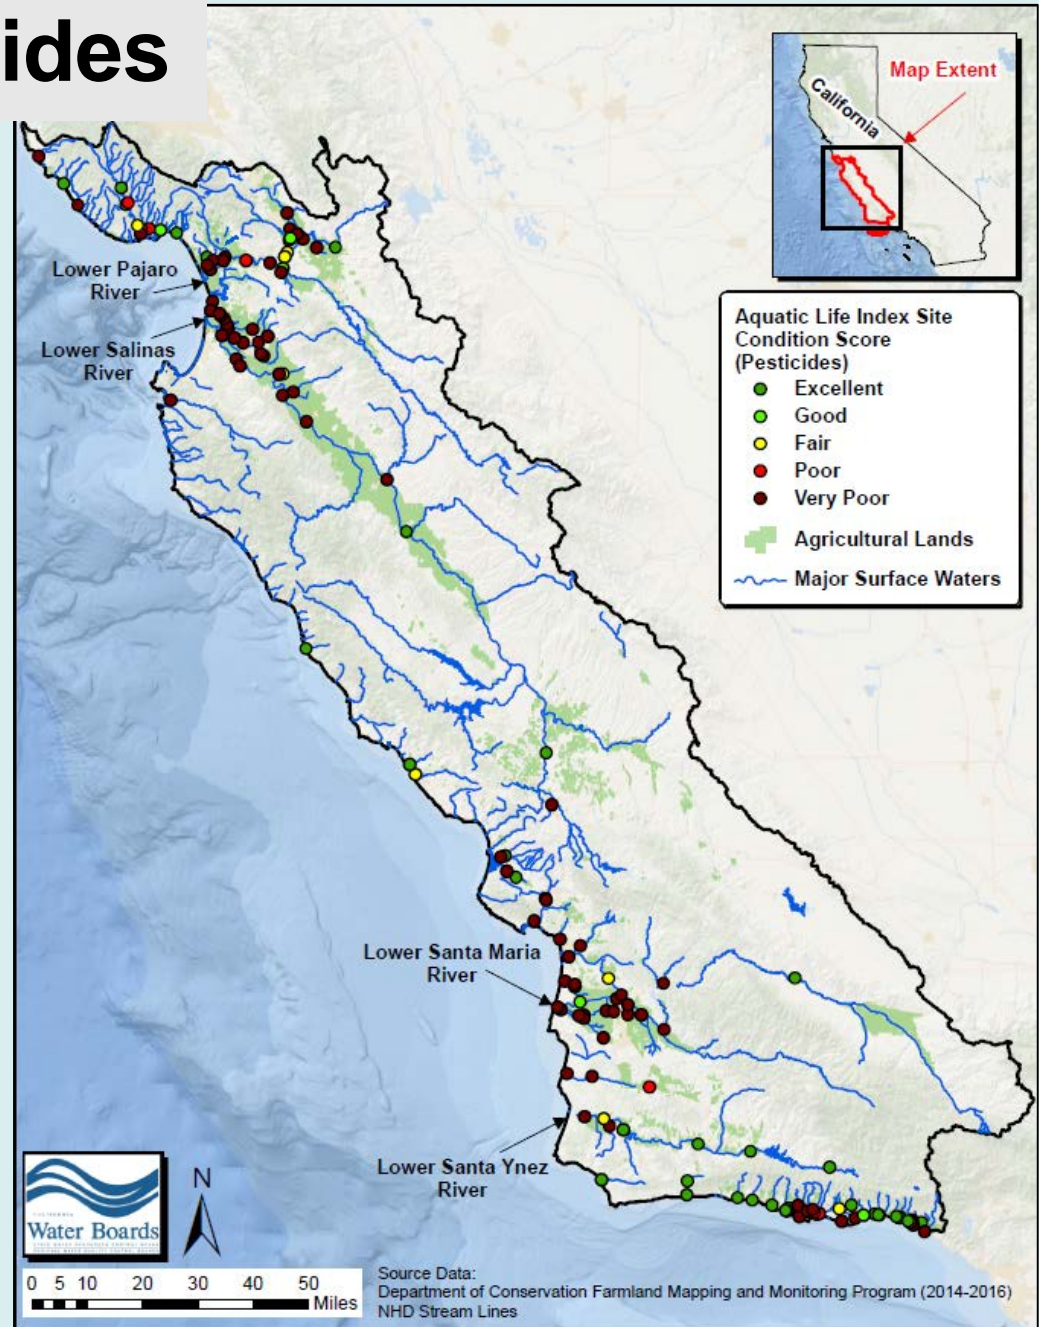 ides
Map Extent
California
Lower Pajaro
River
Lower Salinas
River
Aquatic Life Index Site
Condition Score
(Pesticides)
Excellent
Good
Fair
Poor
Very Poor
Agricultural Lands
Major Surface Waters
Lower Santa Maria
River
Lower Santa Ynez
River
Water Boards
N
0 5 10 20 30 40 50
Miles
Source Data:
Department of Conservation Farmland Mapping and Monitoring Program (2014-2016)
NHD Stream Lines